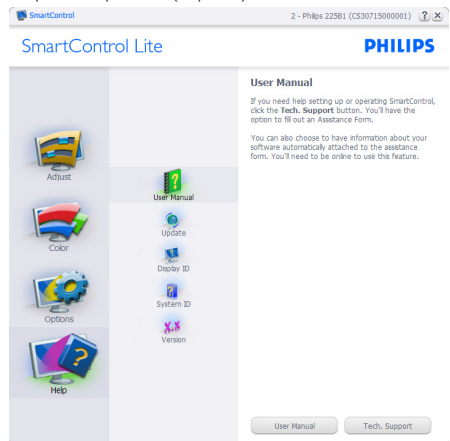 SmartControl
2 - Philips 225B1 (CS30715000001)
? X
SmartControl Lite
PHILIPS
Adjust
Color
Options
Help
User Manual
Update
Display ID
System ID
X.X
Version
User Manual
If you need help setting up or operating SmartControl,
click the Tech. Support button. You'll have the
option to fill out an Assistance Form.
You can also choose to have information about your
software automatically attached to the assistance
form. You'll need to be online to use this feature.
User Manual
Tech. Support